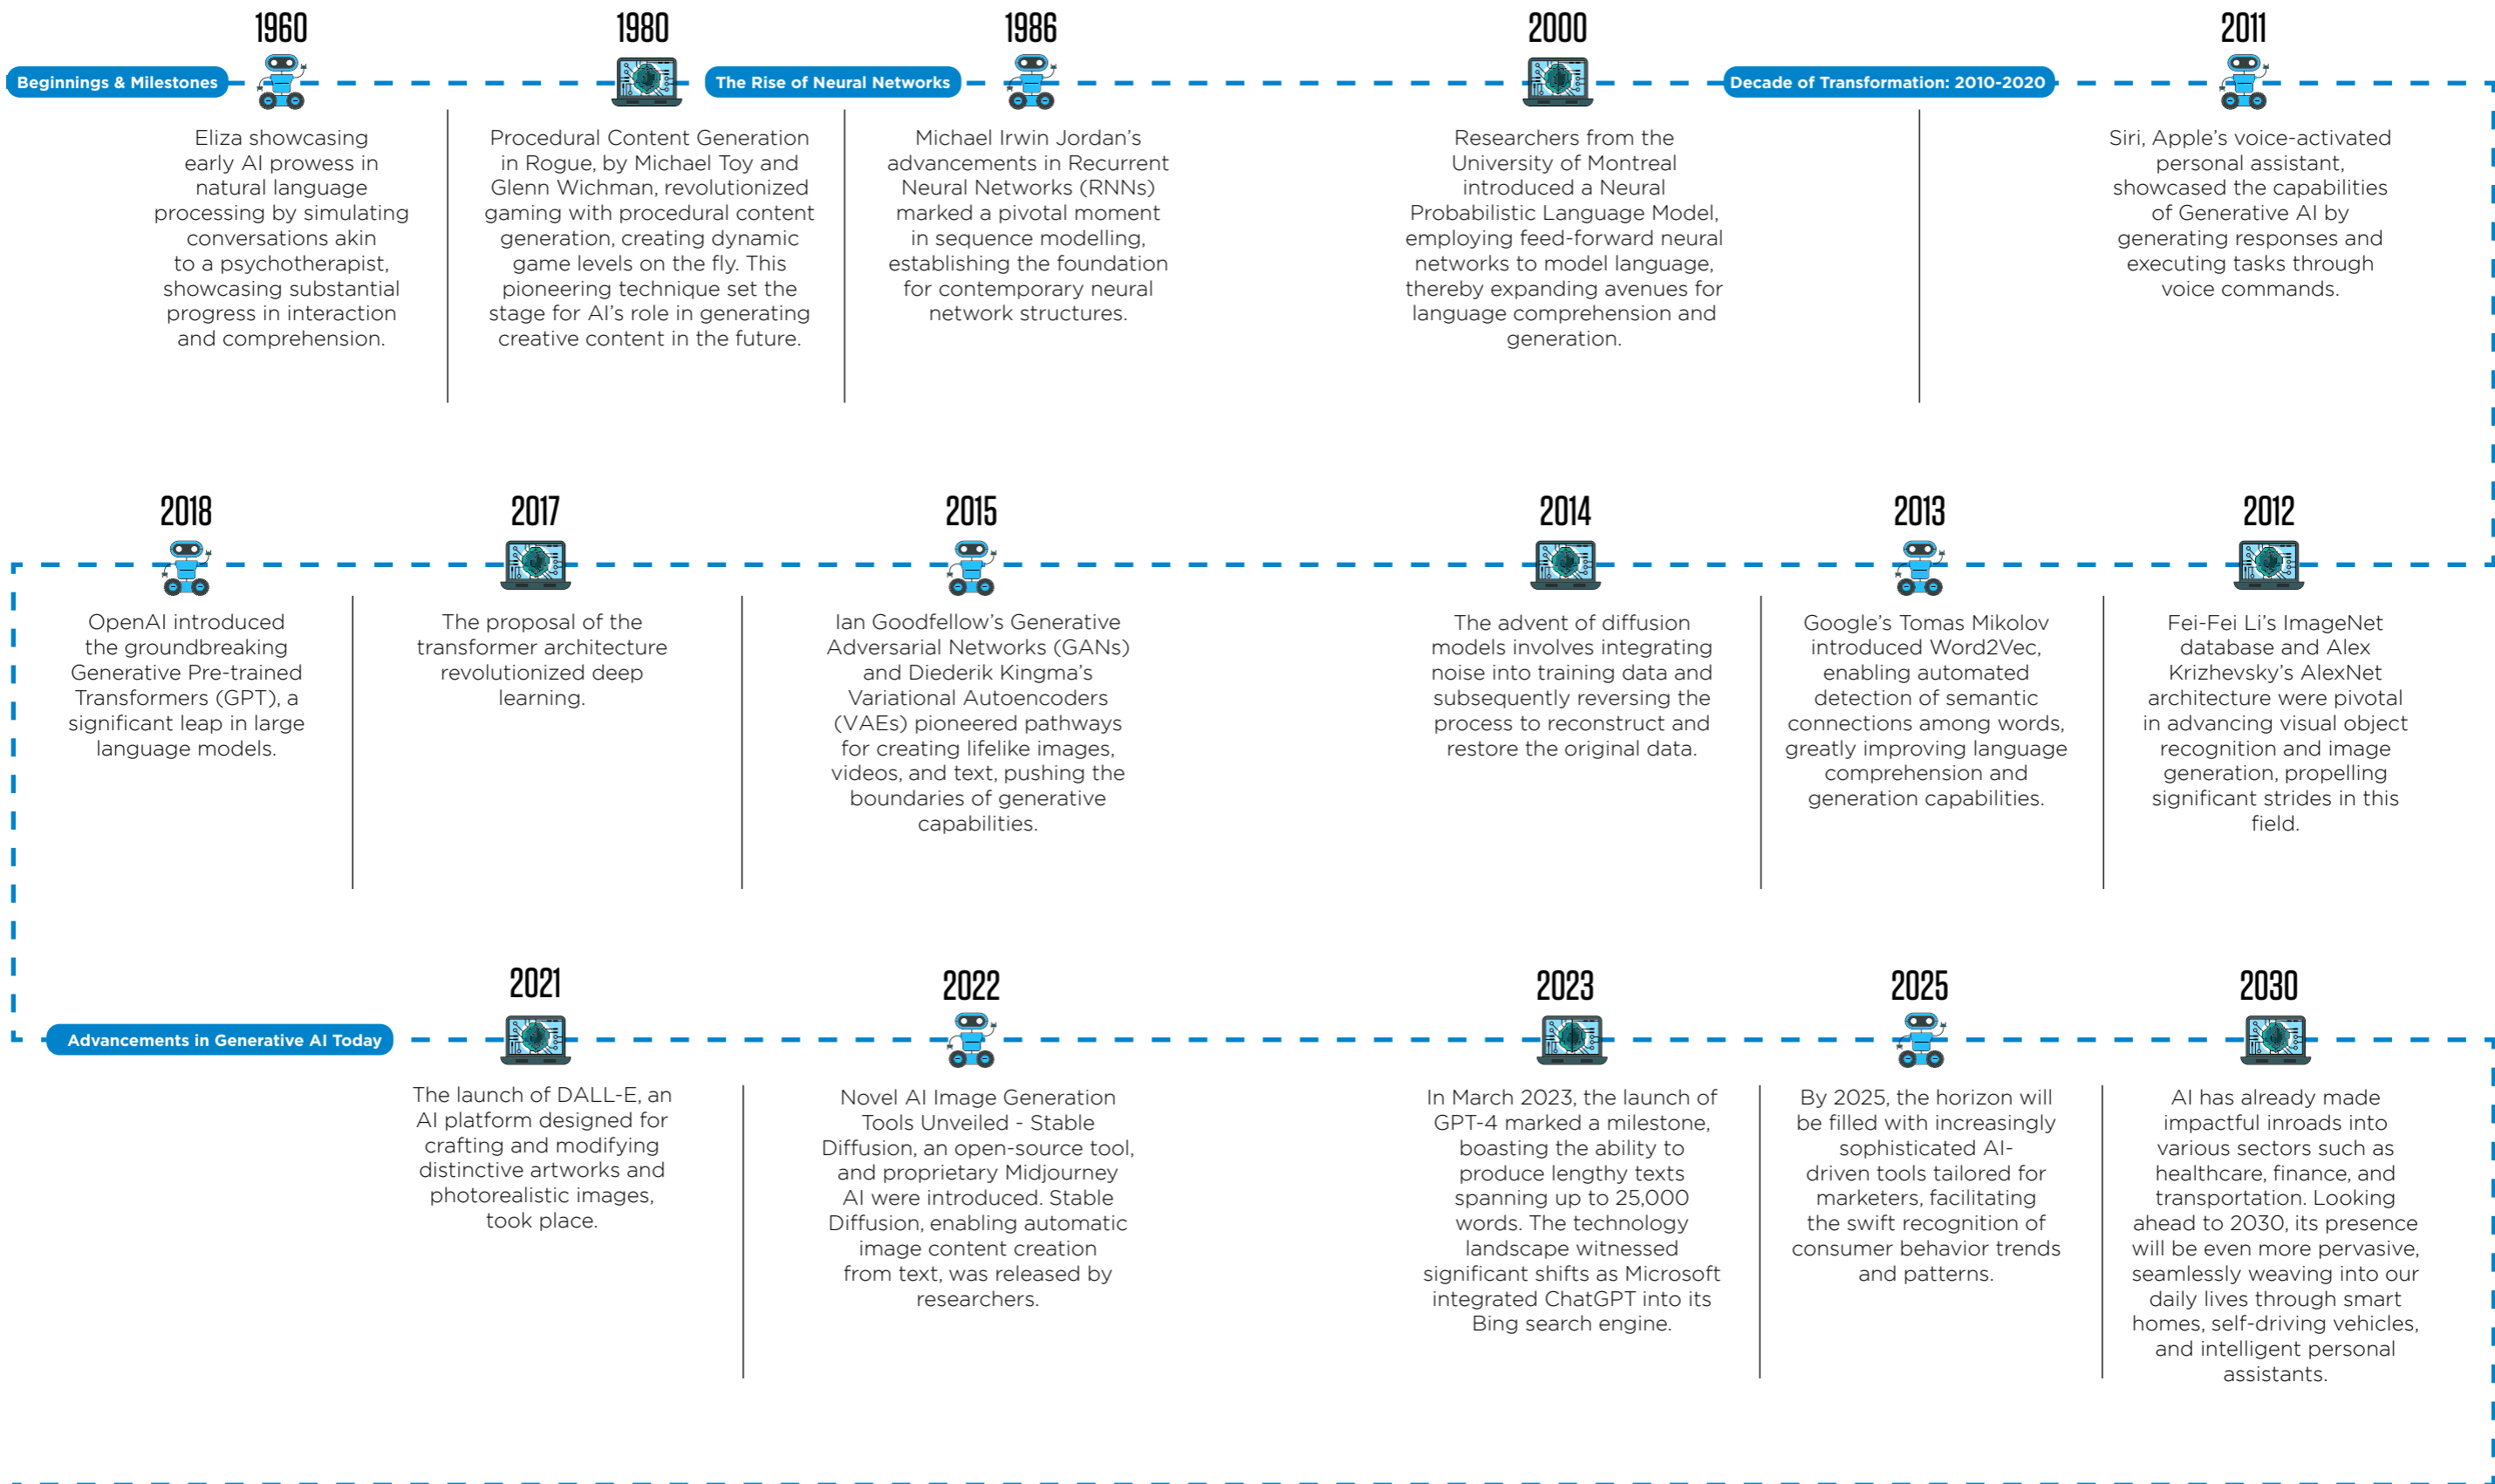 1960
1980
1986
2000
2011
Beginnings & Milestones
The Rise of Neural Networks
Decade of Transformation: 2010-2020
Eliza showcasing
early AI prowess in
natural language
processing by simulating
conversations akin
to a psychotherapist,
showcasing substantial
progress in interaction
and comprehension.
Procedural Content Generation
in Rogue, by Michael Toy and
Glenn Wichman, revolutionized
gaming with procedural content
generation, creating dynamic
game levels on the fly. This
pioneering technique set the
stage for AI's role in generating
creative content in the future.
Michael Irwin Jordan's
advancements in Recurrent
Neural Networks (RNNs)
marked a pivotal moment
in sequence modelling,
establishing the foundation
for contemporary neural
network structures.
Researchers from the
University of Montreal
introduced a Neural
Probabilistic Language Model,
employing feed-forward neural
networks to model language,
thereby expanding avenues for
language comprehension and
generation.
Siri, Apple's voice-activated
personal assistant,
showcased the capabilities
of Generative AI by
generating responses and
executing tasks through
voice commands.
2018
2017
2015
2014
2013
2012
OpenAI introduced
the groundbreaking
Generative Pre-trained
Transformers (GPT), a
significant leap in large
language models.
The proposal of the
transformer architecture
revolutionized deep
learning.
Ian Goodfellow's Generative
Adversarial Networks (GANs)
and Diederik Kingma's
Variational Autoencoders
(VAEs) pioneered pathways
for creating lifelike images,
videos, and text, pushing the
boundaries of generative
capabilities.
The advent of diffusion
models involves integrating
noise into training data and
subsequently reversing the
process to reconstruct and
restore the original data.
Google's Tomas Mikolov
introduced Word2Vec,
enabling automated
detection of semantic
connections among words,
greatly improving language
comprehension and
generation capabilities.
Fei-Fei Li's ImageNet
database and Alex
Krizhevsky's AlexNet
architecture were pivotal
in advancing visual object
recognition and image
generation, propelling
significant strides in this
field.
2021
2022
2023
2025
2030
Advancements in Generative AI Today
The launch of DALL-E, an
AI platform designed for
crafting and modifying
distinctive artworks and
photorealistic images,
took place.
Novel AI Image Generation
Tools Unveiled - Stable
Diffusion, an open-source tool,
and proprietary Midjourney
AI were introduced. Stable
Diffusion, enabling automatic
image content creation
from text, was released by
researchers.
In March 2023, the launch of
GPT-4 marked a milestone,
boasting the ability to
produce lengthy texts
spanning up to 25,000
words. The technology
landscape witnessed
significant shifts as Microsoft
integrated ChatGPT into its
Bing search engine.
By 2025, the horizon will
be filled with increasingly
sophisticated AI-
driven tools tailored for
marketers, facilitating
the swift recognition of
consumer behavior trends
and patterns.
AI has already made
impactful inroads into
various sectors such as
healthcare, finance, and
transportation. Looking
ahead to 2030, its presence
will be even more pervasive,
seamlessly weaving into our
daily lives through smart
homes, self-driving vehicles,
and intelligent personal
assistants.